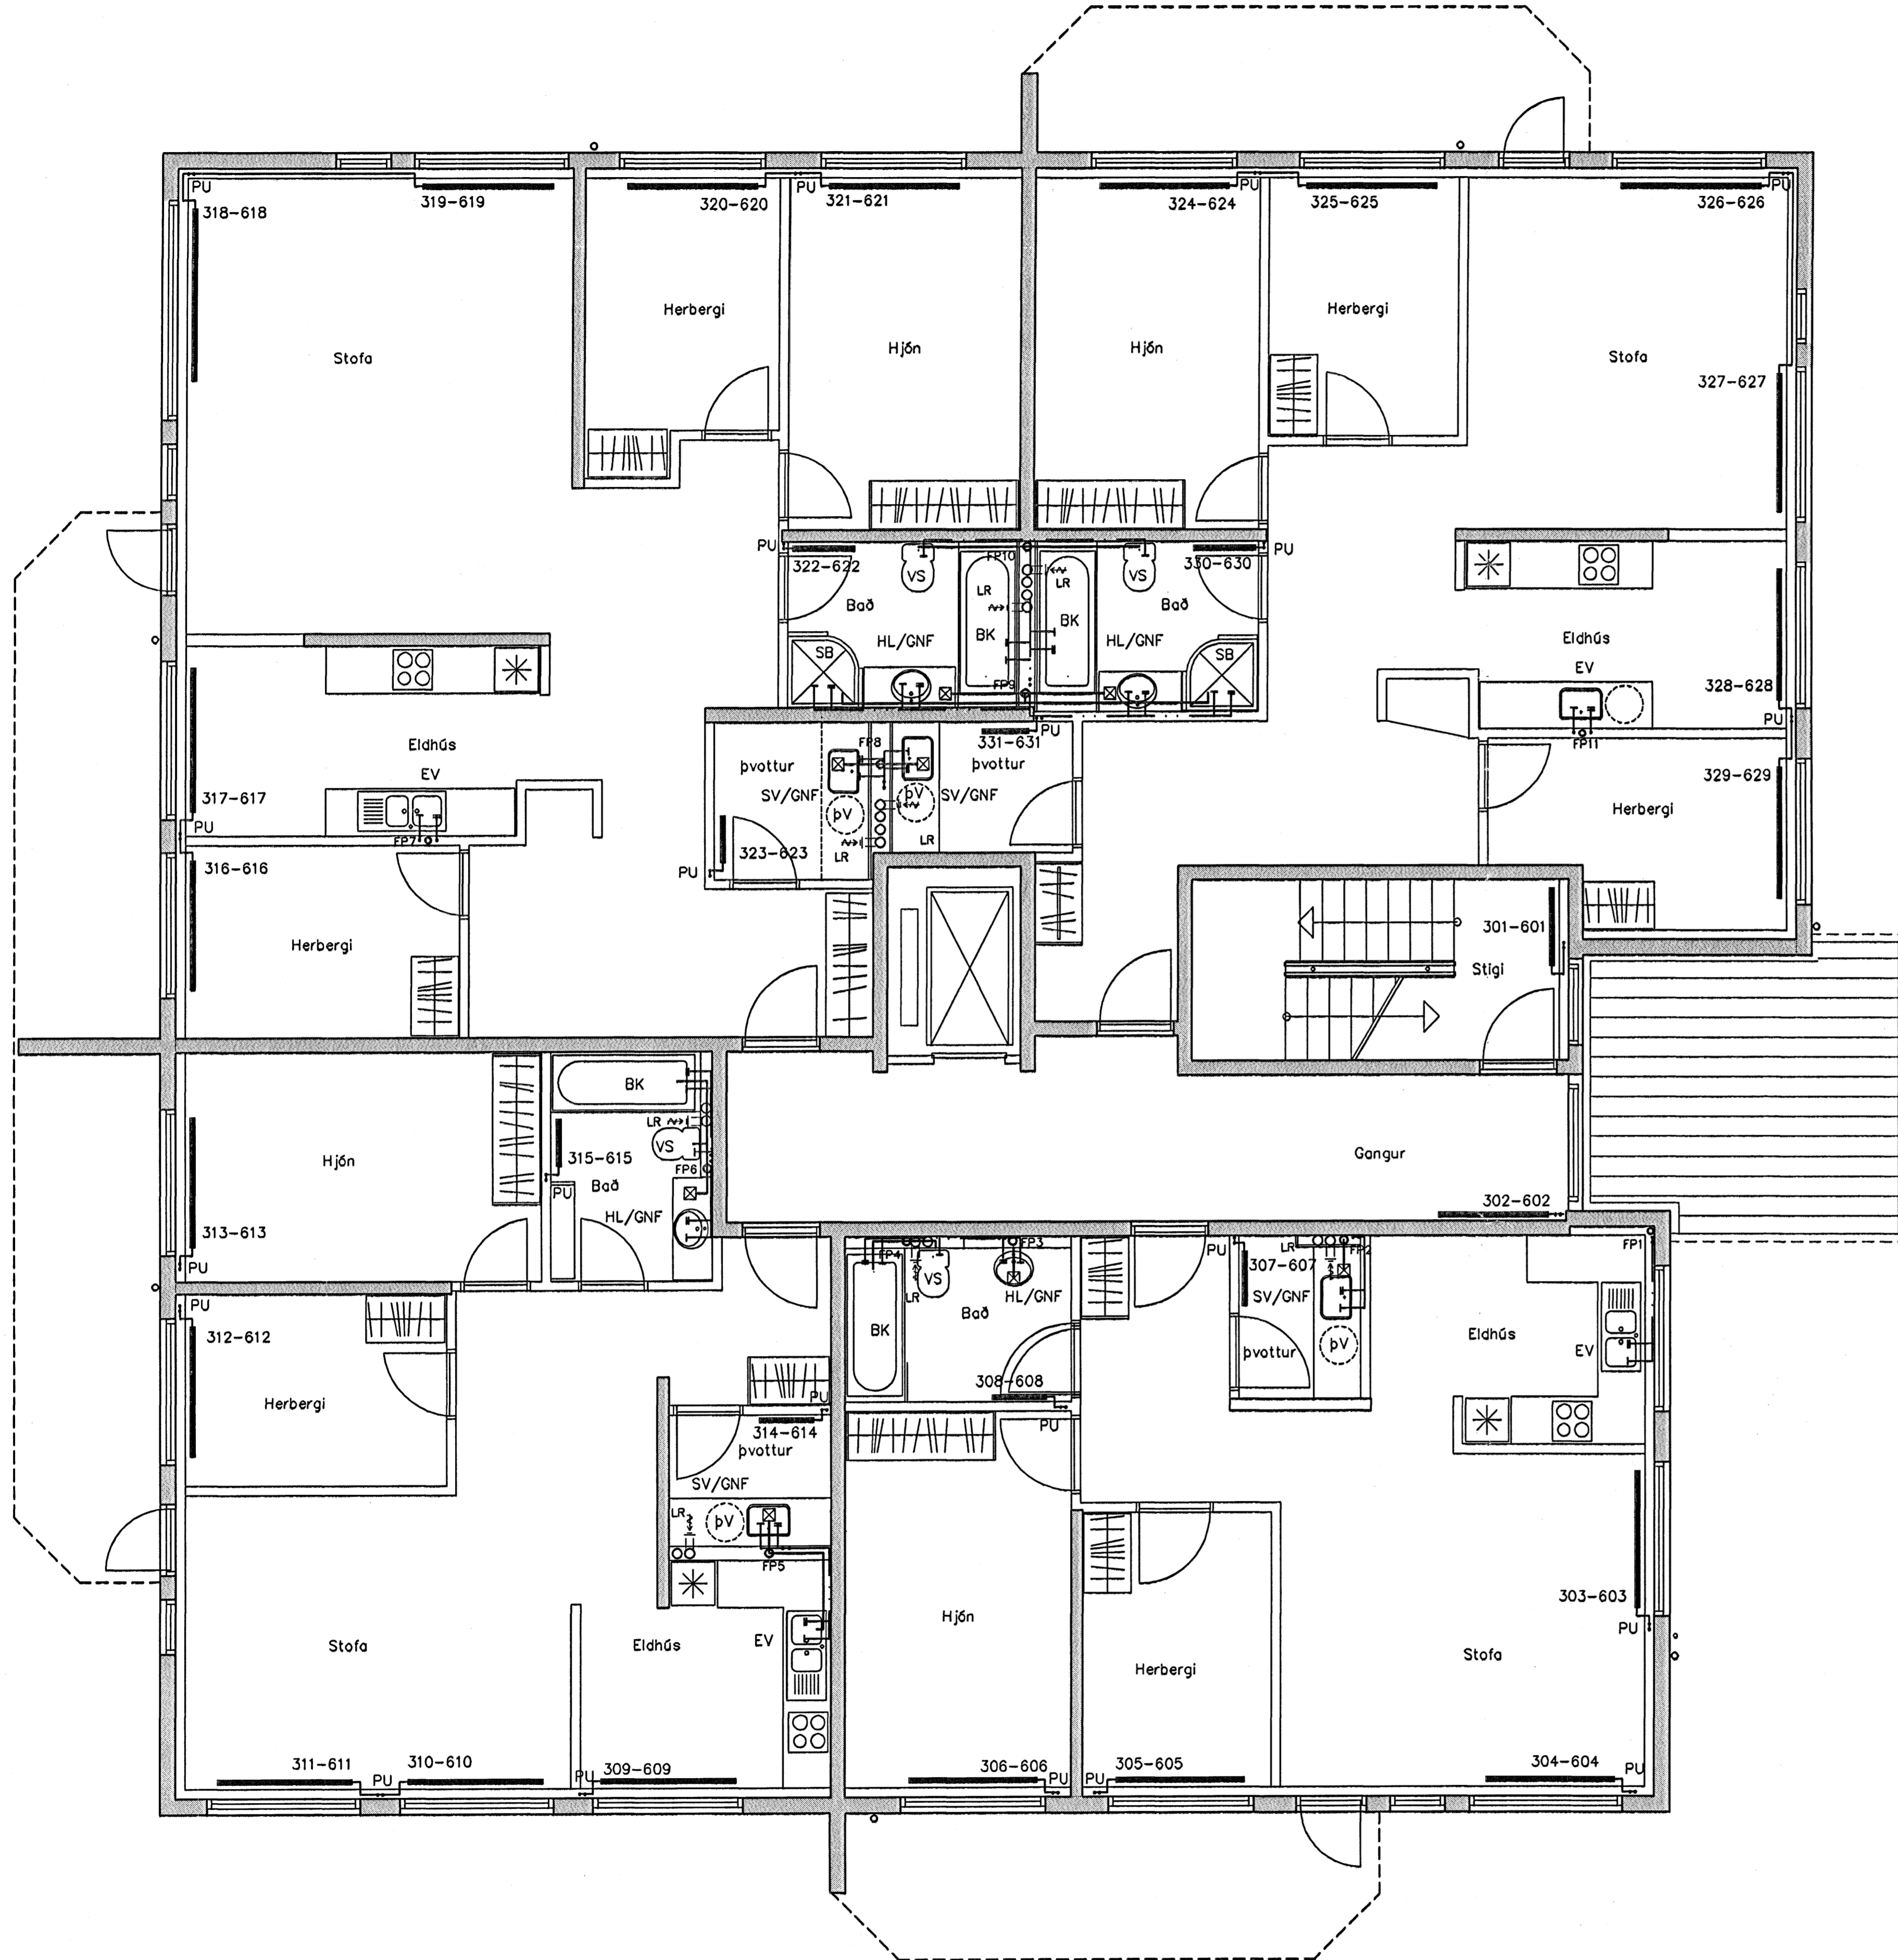 PU
318-618
319-619
320-620
PU
321-621
324-624
PU
325-625
326-626
PU
Herbergi
Hjón
Stofa
Hjón
Herbergi
Stofa
327-627
PU
322-622
VS
FP10
LR
LR
BK
BK
Bað
HL/GNF
SB
FP9
VS
330-630
PU
Bað
HL/GNF
SB
Eldhús
EV
328-628
PU
FP11
329-629
Herbergi
Eldhús
EV
317-617
PU
FP7
316-616
Herbergi
þvottur
SV/GNF
þV
LR
323-623
PU
FP8
þV
SV/GNF
LR
331-631
PU
þvottur
301-601
Stigi
BK
LR
VS
FP6
315-615
PU
Bað
HL/GNF
Hjón
313-613
PU
Gangur
302-602
PU
312-612
Herbergi
FP4
VS
LR
BK
FP3
HL/GNF
Bað
308-608
PU
PU
307-607
LR
FP2
SV/GNF
þvottur
þV
FP1
Eldhús
EV
PU
314-614
þvottur
SV/GNF
LR
þV
FP5
303-603
PU
Stofa
Eldhús
EV
Hjón
Herbergi
Stofa
311-611
PU
310-610
PU
309-609
306-606
PU
PU
305-605
304-604
PU